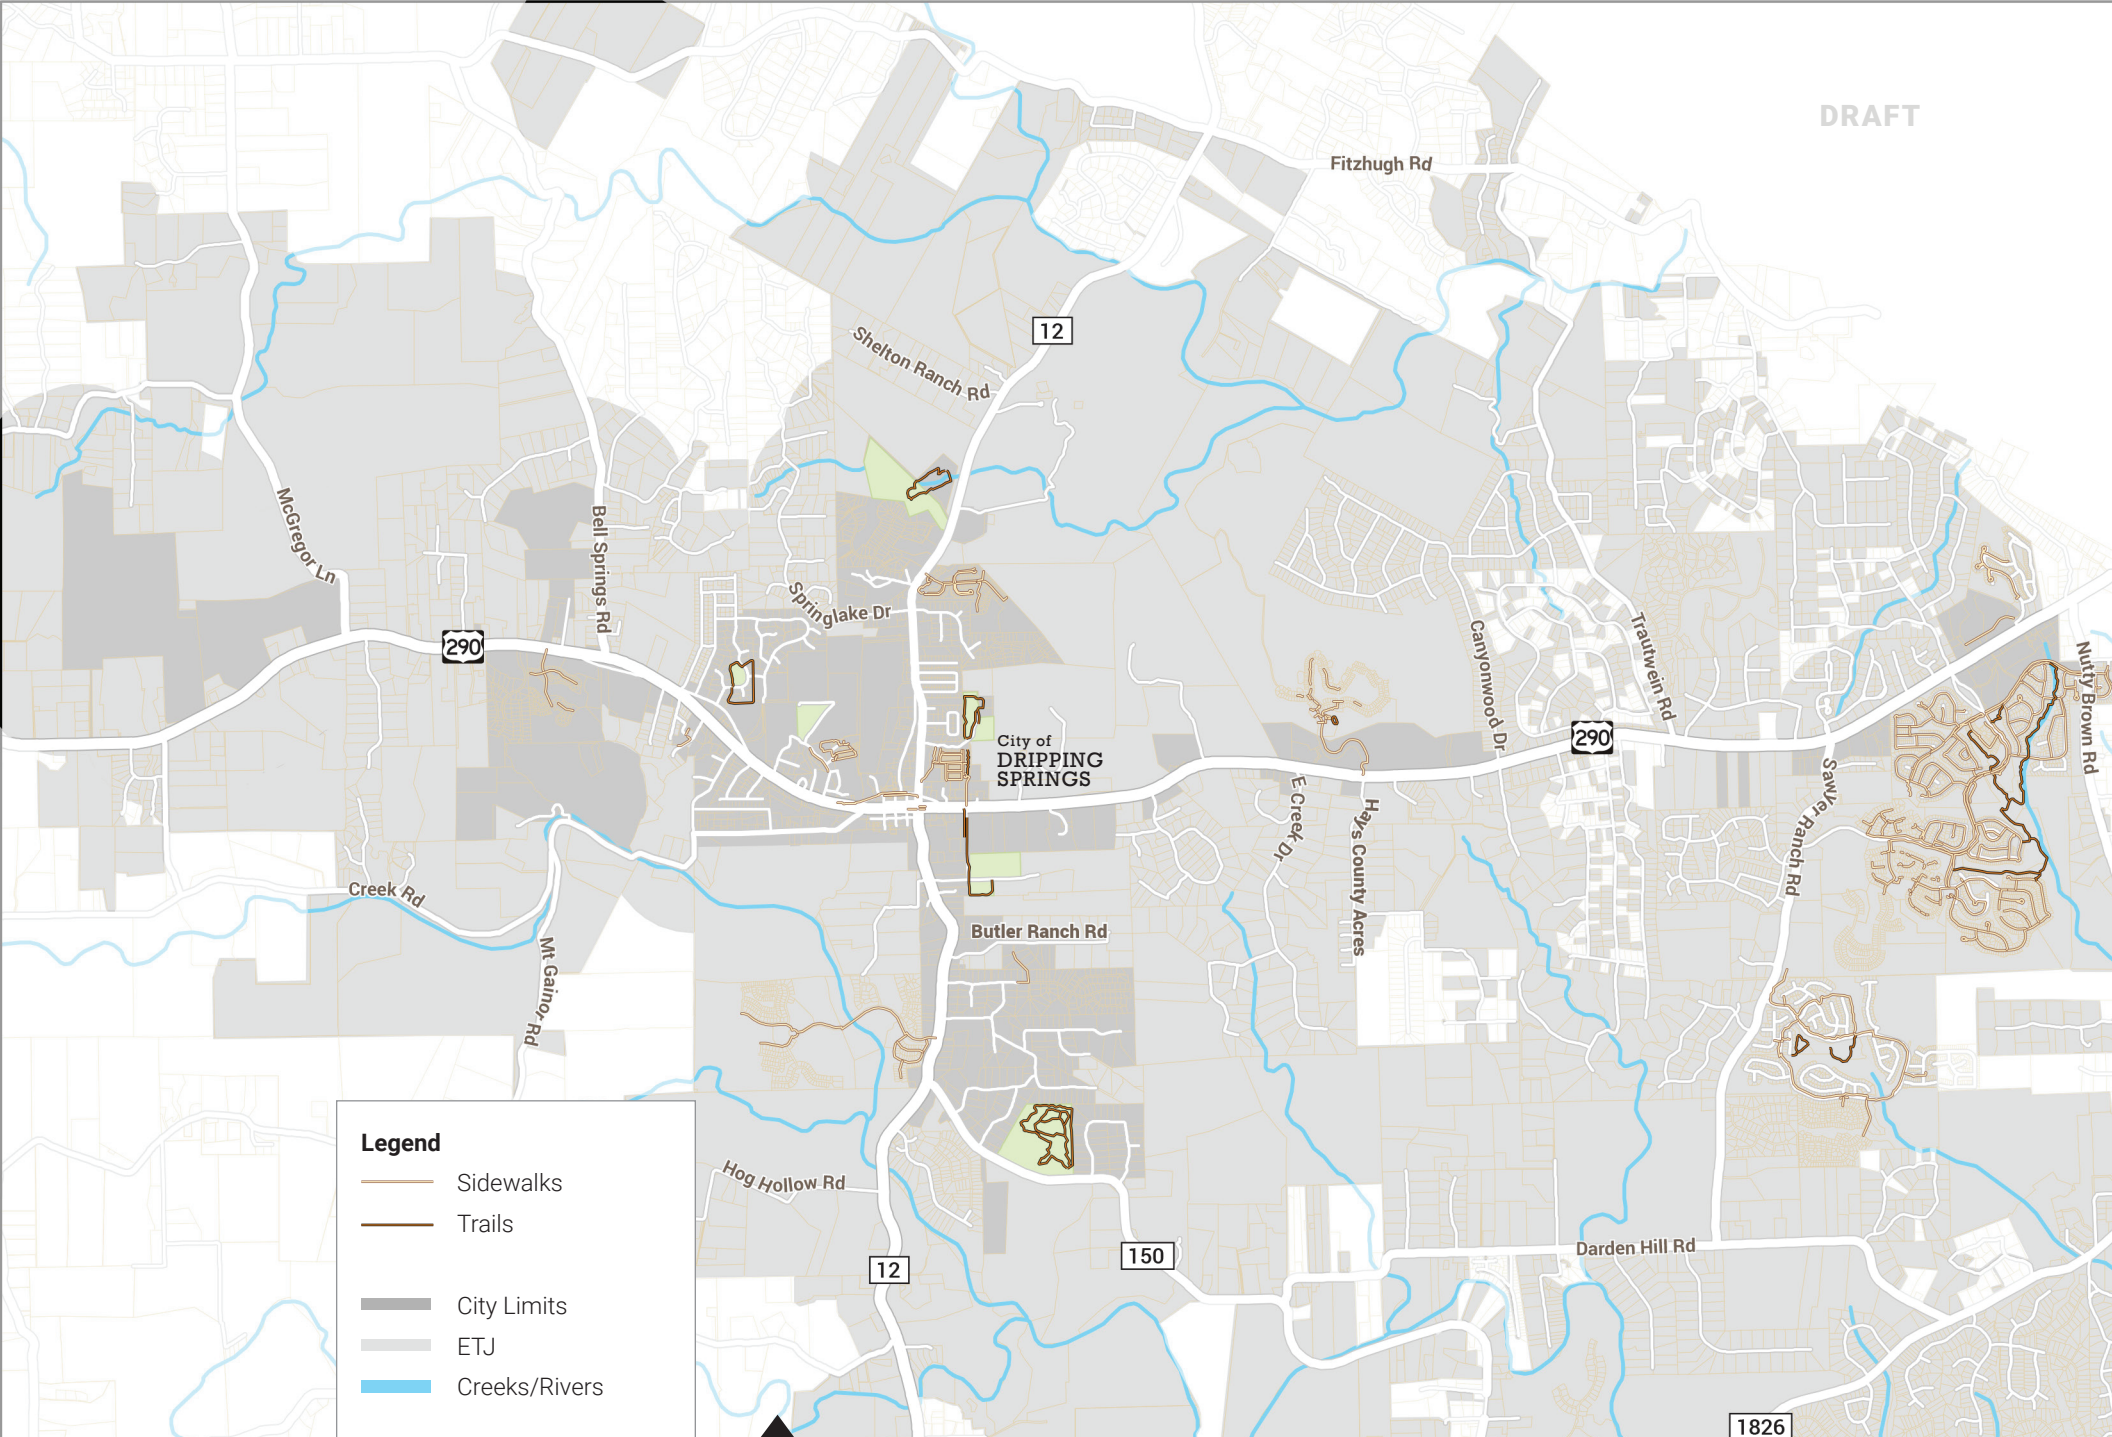 DRAFT
Fitzhugh Rd
12
Shelton Ranch Rd
McGregor Ln
Bell Springs Rd
Springlake Dr
290
Canyonwood Dr
Trautwein Rd
Nutty Brown Rd
290
City of
DRIPPING
SPRINGS
E Creek Dr
Hays County Acres
Sawyer Ranch Rd
Creek Rd
Butler Ranch Rd
Mt Gainor Rd
Hog Hollow Rd
12
150
Darden Hill Rd
1826
Legend
Sidewalks
Trails
City Limits
ETJ
Creeks/Rivers